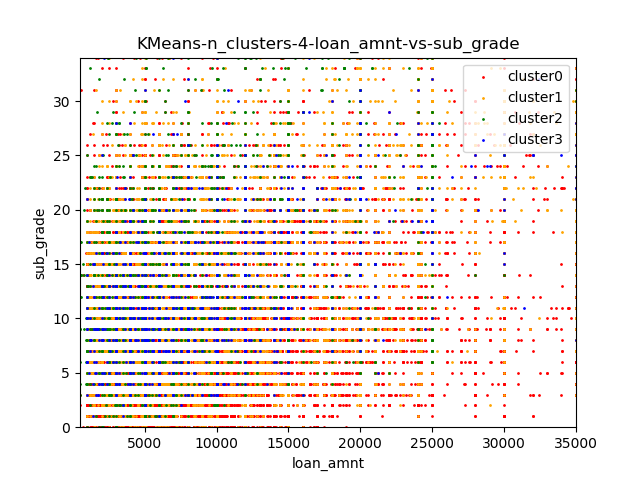 KMeans-n_clusters-4-loan_amnt-vs-sub_grade
cluster0
cluster1
cluster2
cluster3
30
25
20
15
10
5
0
sub_grade
5000 10000 15000 20000 25000 30000 35000
loan_amnt